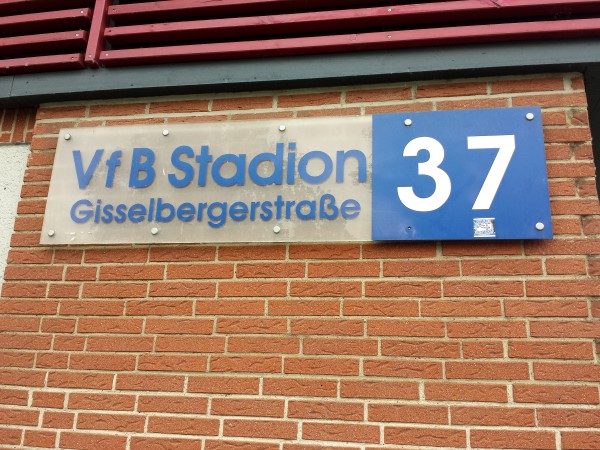 VfB Stadion
Gisselbergerstraße
37